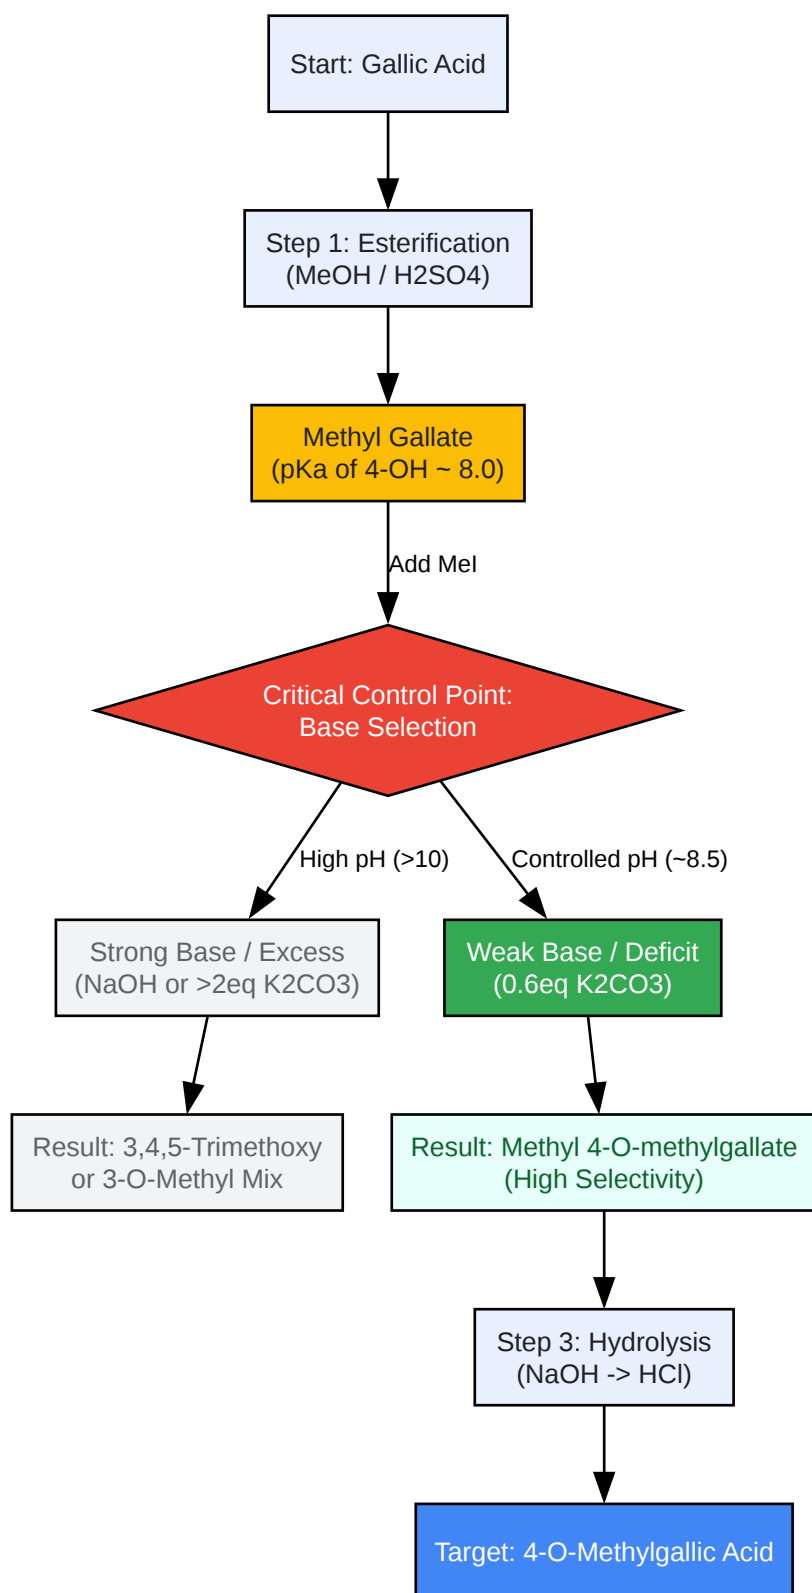 Start: Gallic Acid
Step 1: Esterification
(MeOH / H2SO4)
Methyl Gallate
(pKa of 4-OH ~ 8.0)
Add MeI
Critical Control Point:
Base Selection
High pH (>10)
Controlled pH (~8.5)
Strong Base / Excess
(NaOH or >2eq K2CO3)
Weak Base / Deficit
(0.6eq K2CO3)
Result: 3,4,5-Trimethoxy
or 3-O-Methyl Mix
Result: Methyl 4-O-methylgallate
(High Selectivity)
Step 3: Hydrolysis
(NaOH -> HCl)
Target: 4-O-Methylgallic Acid